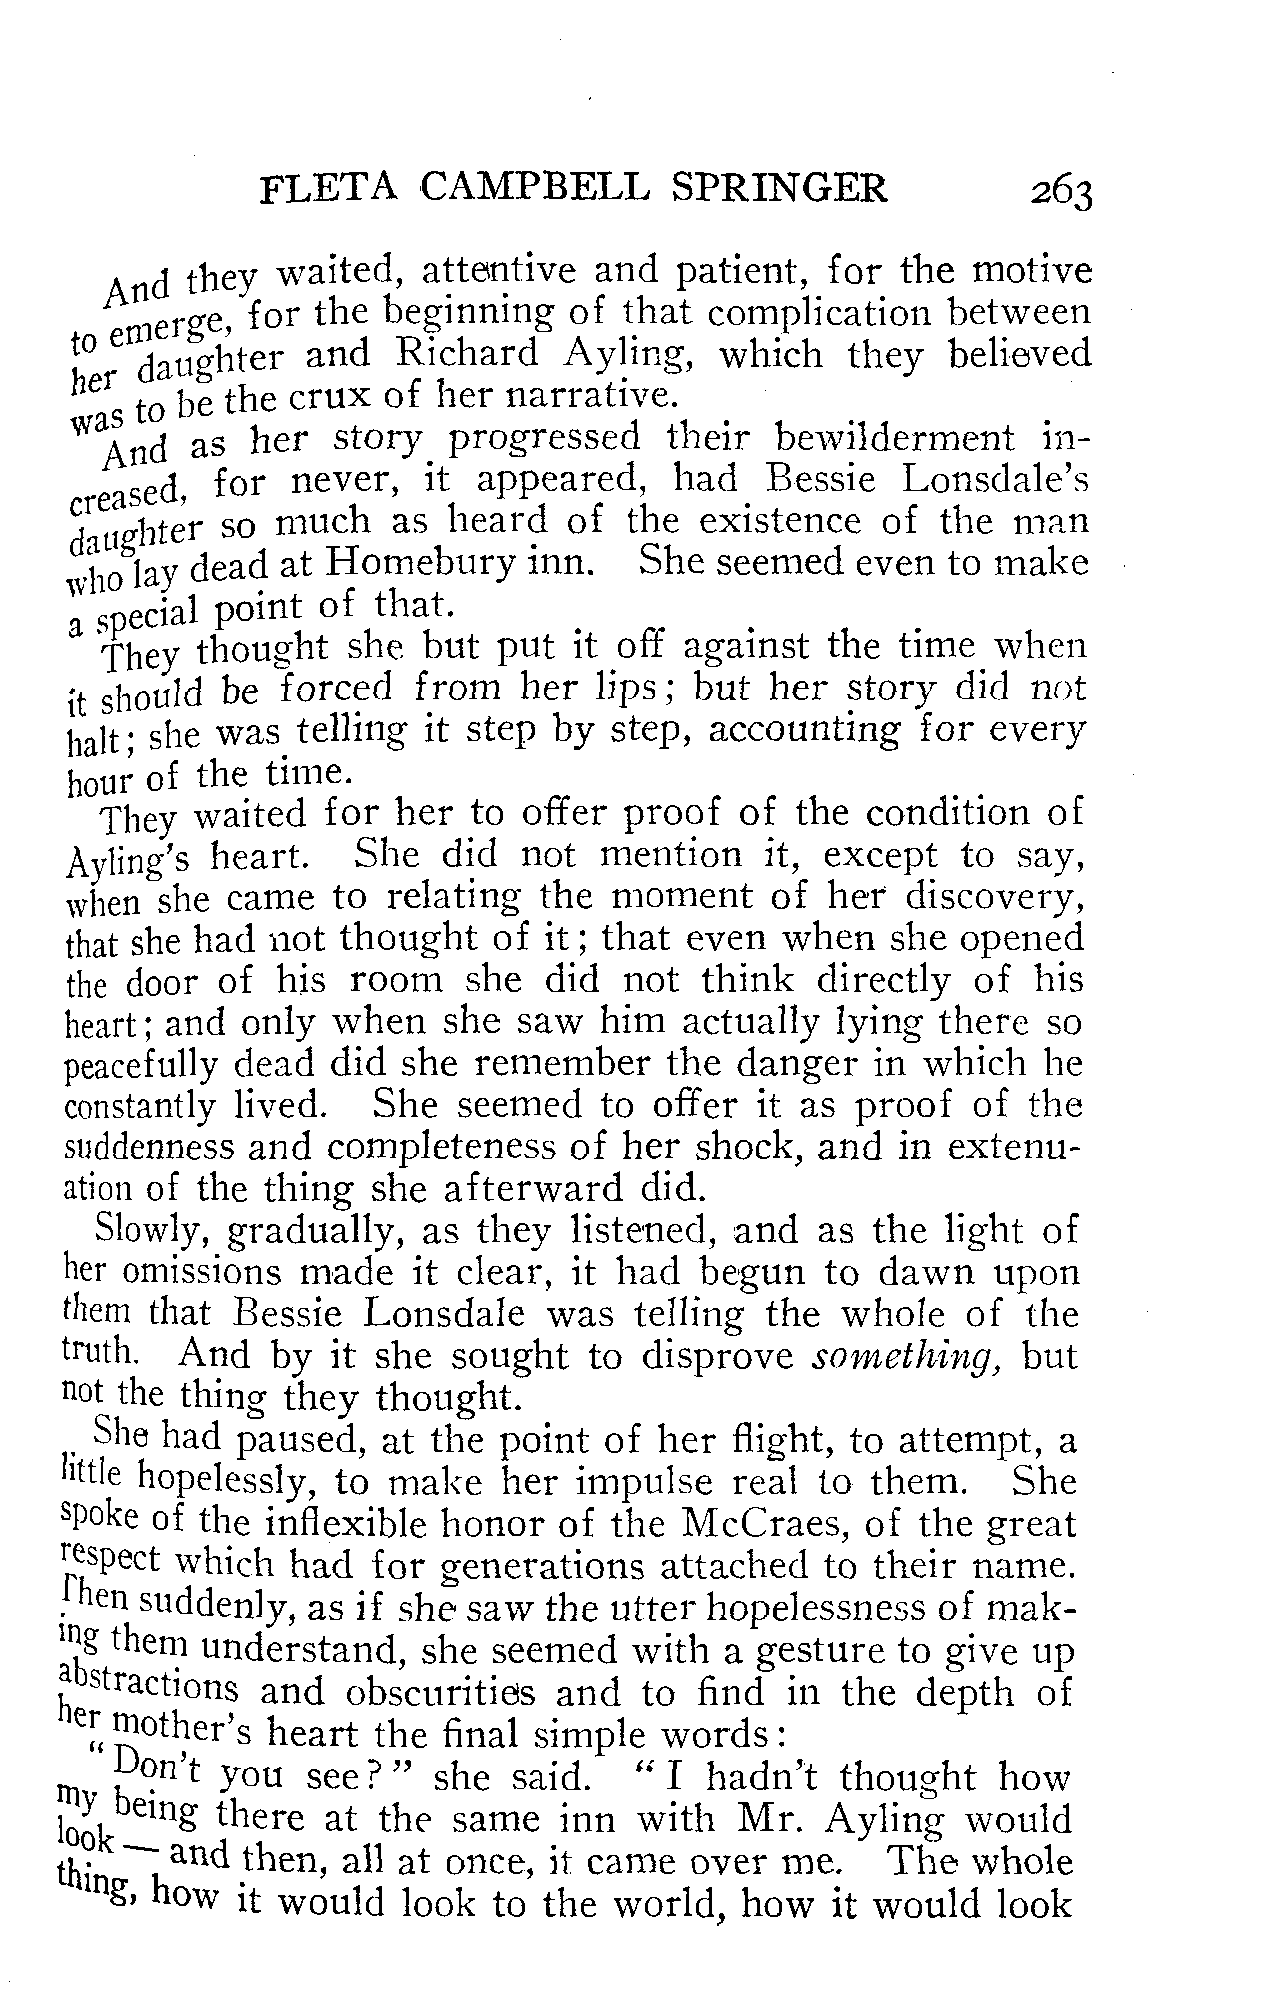 FLETA CAMPBELL SPRINGER 263
And they waited, attentive and patient, for the motive
to emerge, for the beginning of that complication between
her daughter and Richard Ayling, which they believed
was to be the crux of her narrative.
And as her story progressed their bewilderment in-
creased, for never, it appeared, had Bessie Lonsdale's
daughter so much as heard of the existence of the man
who lay dead at Homebury inn. She seemed even to make
a special point of that.
They thought she but put it off against the time when
it should be forced from her lips; but her story did not
halt; she was telling it step by step, accounting for every
hour of the time.
They waited for her to offer proof of the condition of
Ayling's heart. She did not mention it, except to say,
when she came to relating the moment of her discovery,
that she had not thought of it; that even when she opened
the door of his room she did not think directly of his
heart; and only when she saw him actually lying there so
peacefully dead did she remember the danger in which he
constantly lived. She seemed to offer it as proof of the
suddenness and completeness of her shock, and in extenu-
ation of the thing she afterward did.
Slowly, gradually, as they listened, and as the light of
her omissions made it clear, it had begun to dawn upon
them that Bessie Lonsdale was telling the whole of the
truth. And by it she sought to disprove something, but
not the thing they thought.
She had paused, at the point of her flight, to attempt, a
little hopelessly, to make her impulse real to them. She
spoke of the inflexible honor of the McCraes, of the great
respect which had for generations attached to their name.
Then suddenly, as if she saw the utter hopelessness of mak-
ing them understand, she seemed with a gesture to give up
abstractions and obscurities and to find in the depth of
her mother's heart the final simple words:
"Don't you see?" she said. "I hadn't thought how
my being there at the same inn with Mr. Ayling would
look — and then, all at once, it came over me. The whole
thing, how it would look to the world, how it would look